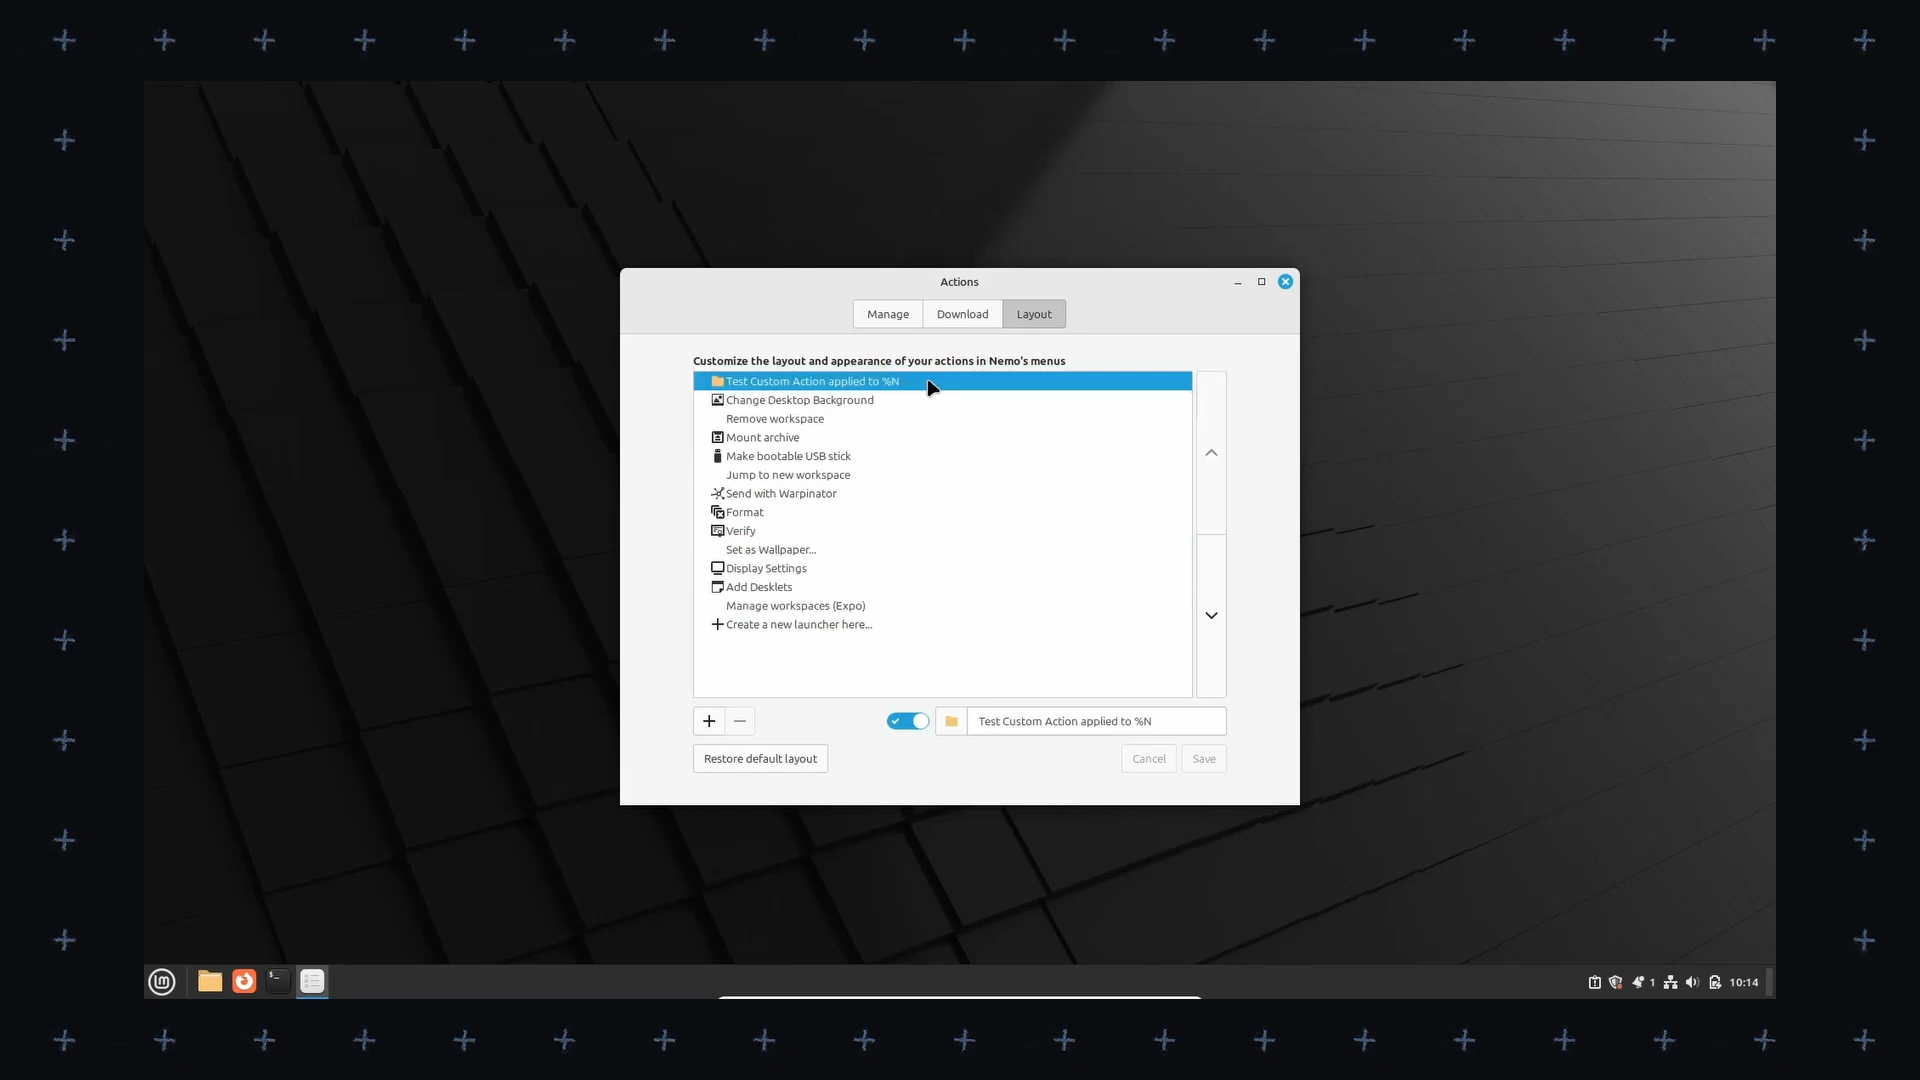 Actions
Manage
Download
Layout
Customize the layout and appearance of your actions in Nemo's menus
Test Custom Action applied to %N
Change Desktop Background
Remove workspace
Mount archive
Make bootable USB stick
Jump to new workspace
Send with Warpinator
Format
Verify
Set as Wallpaper...
Display Settings
Add Desklets
Manage workspaces (Expo)
Create a new launcher here...
Test Custom Action applied to %N
Restore default layout
Cancel
Save
1
10:14